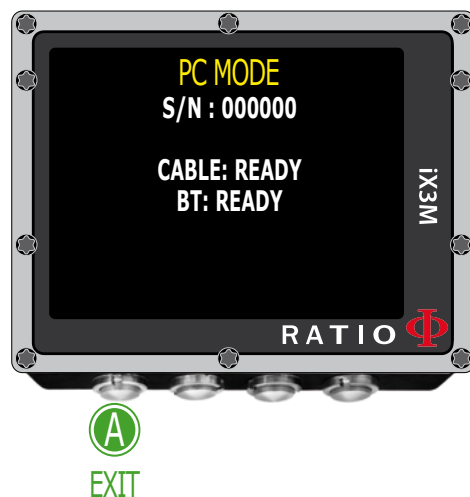 PC MODE
S/N : 000000
CABLE: READY
BT: READY
iX3M
RATIO
A
EXIT